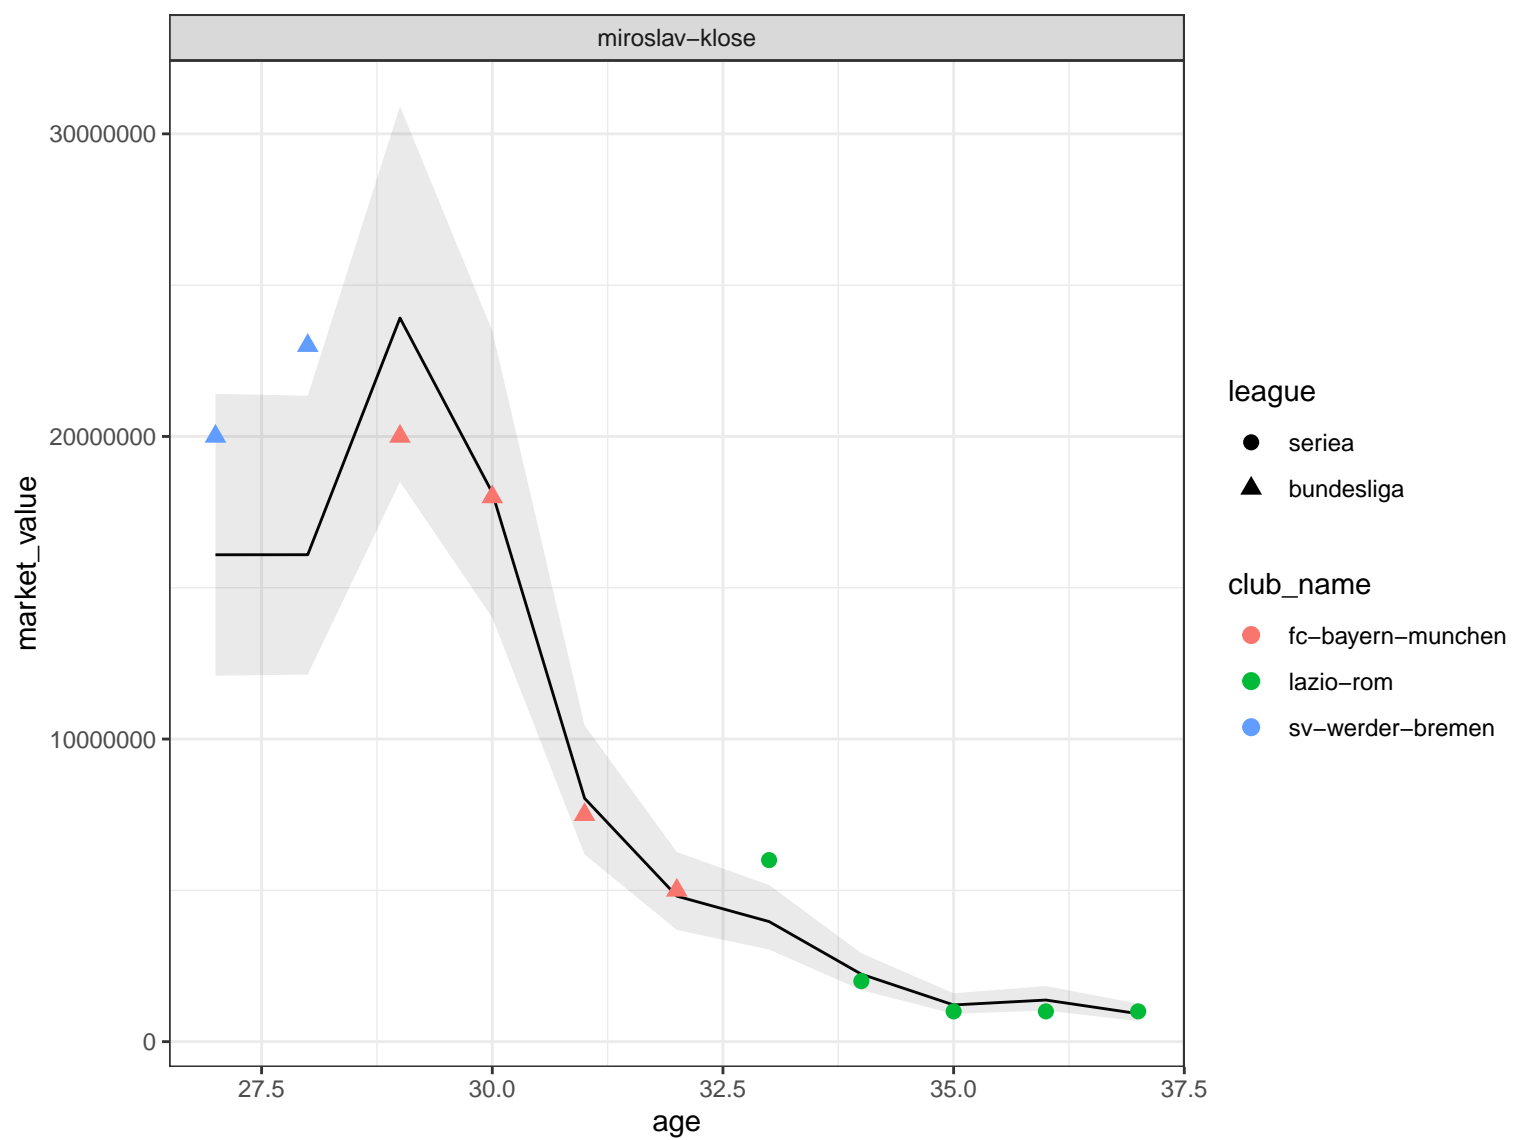 miroslav−klose
30000000
20000000
10000000
0
market_value
27.5
30.0
32.5
35.0
37.5
age
league
seriea
bundesliga
club_name
fc−bayern−munchen
lazio−rom
sv−werder−bremen